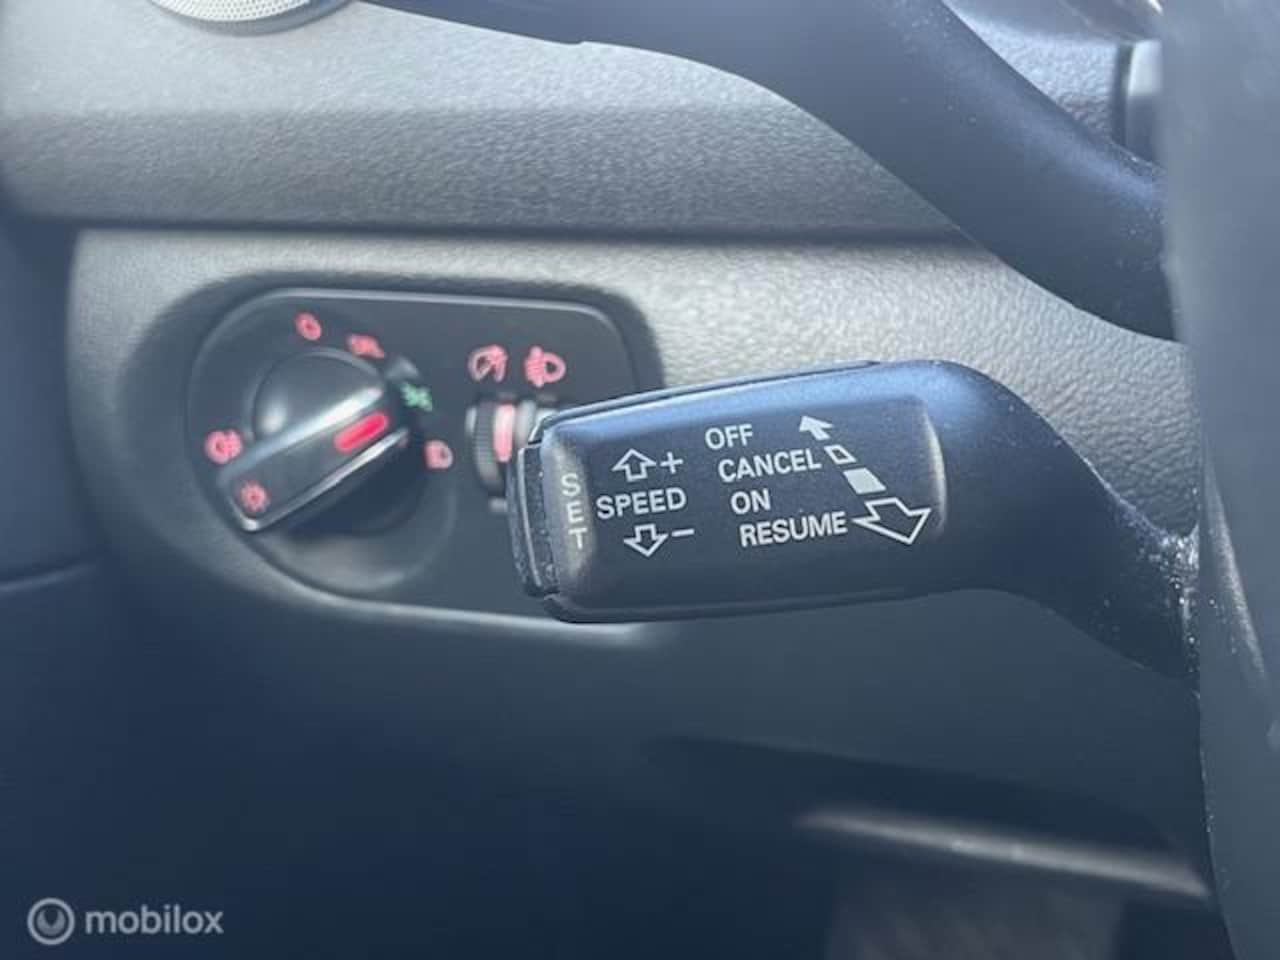 SET
+
SPEED
−
OFF
CANCEL
ON
RESUME
mobilox